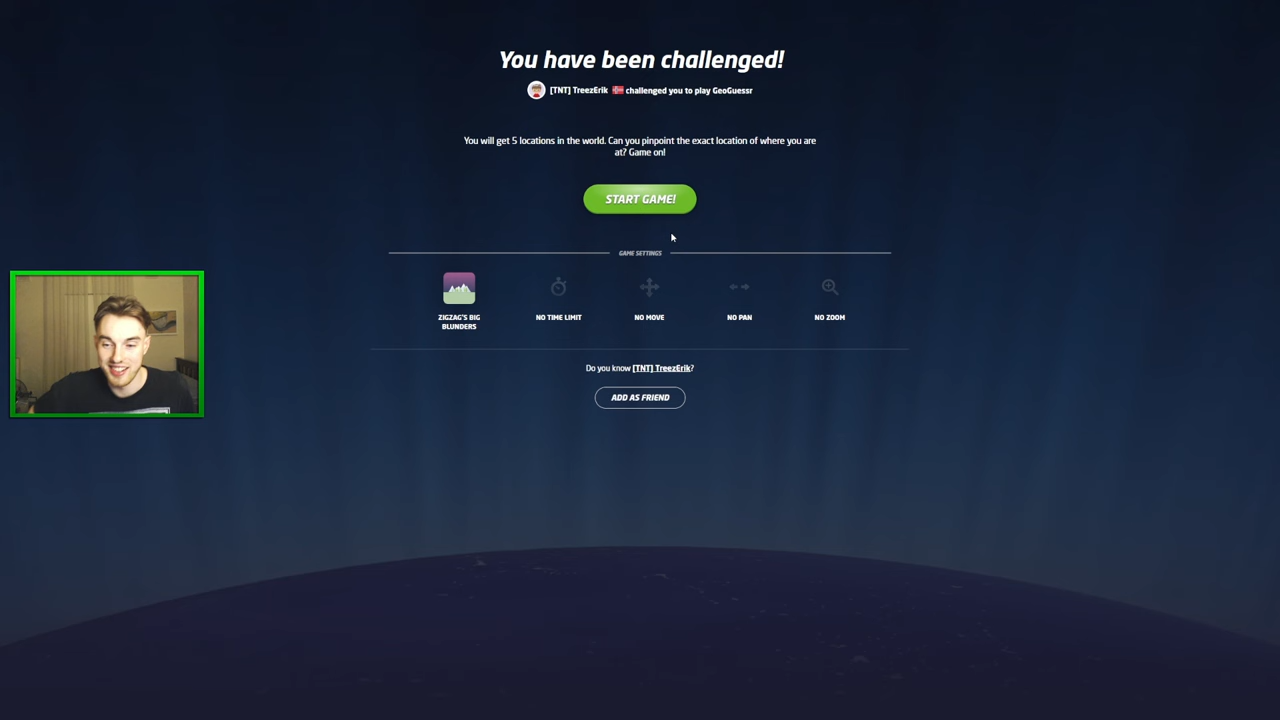 You have been challenged!
[TNT] TreezErik challenged you to play GeoGuessr
You will get 5 locations in the world. Can you pinpoint the exact location of where you are
at? Game on!
START GAME!
GAME SETTINGS
ZIGZAG'S BIG
BLUNDERS
NO TIME LIMIT
NO MOVE
NO PAN
NO ZOOM
Do you know [TNT] TreezErik?
ADD AS FRIEND